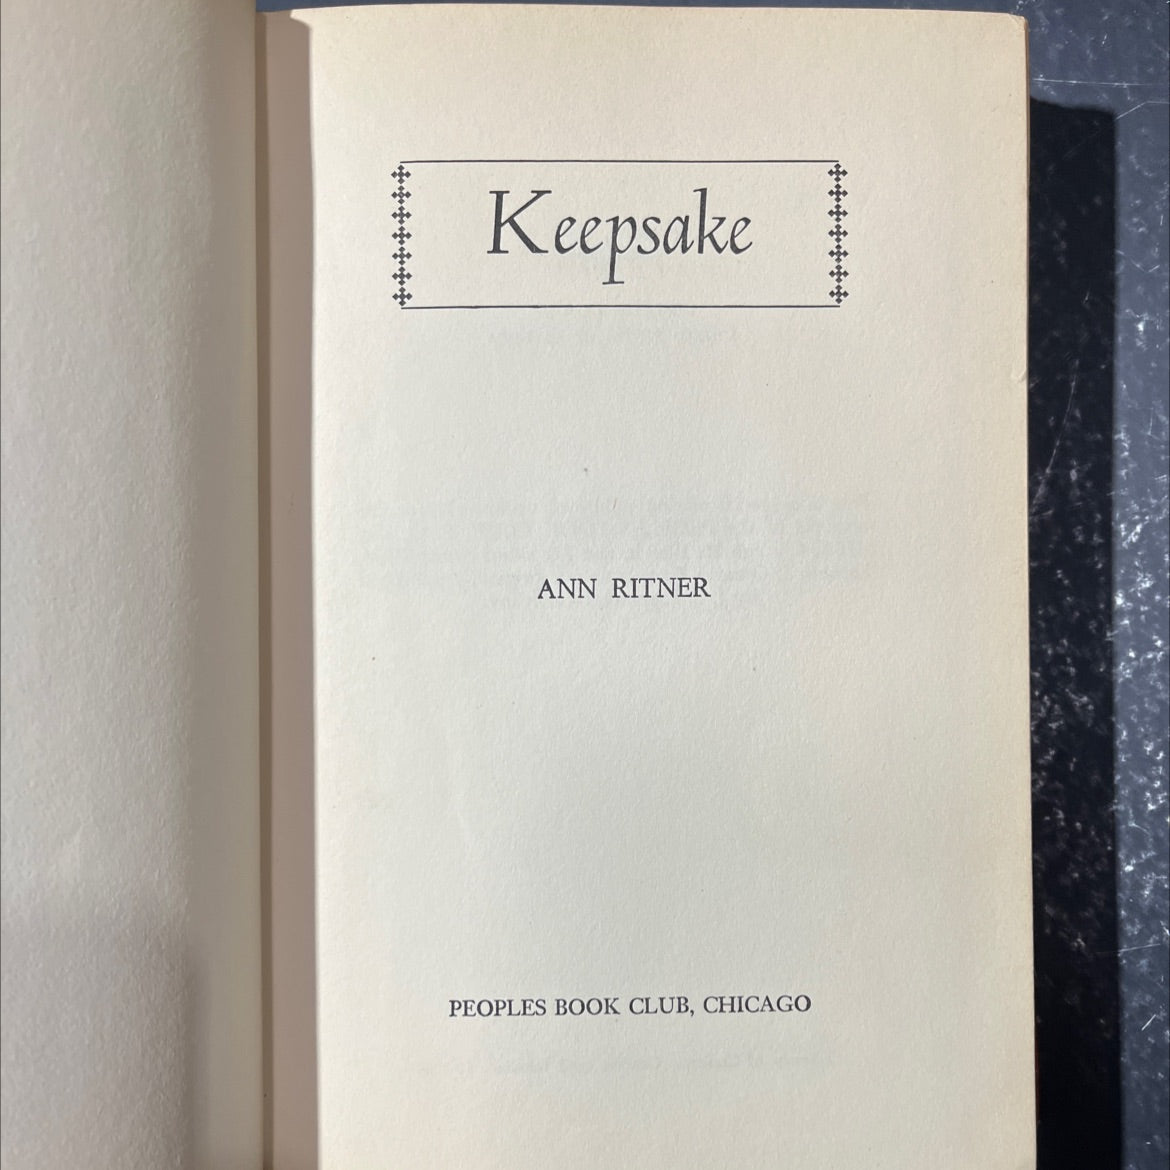 Keepsake
ANN RITNER
PEOPLES BOOK CLUB, CHICAGO